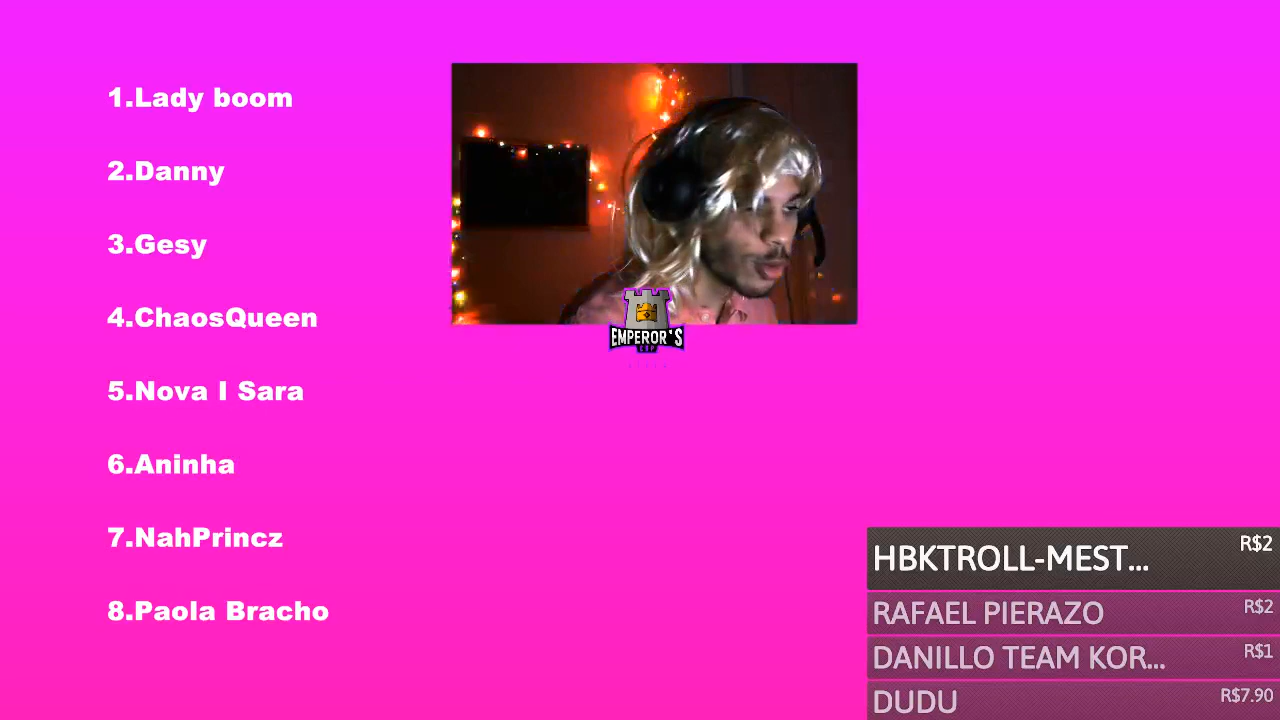 1.Lady boom
2.Danny
3.Gesy
4.ChaosQueen
5.Nova I Sara
6.Aninha
7.NahPrincz
8.Paola Bracho
EMPEROR'S
CUP
HBKTROLL-MEST... R$2
RAFAEL PIERAZO R$2
DANILLO TEAM KOR... R$1
DUDU R$7.90